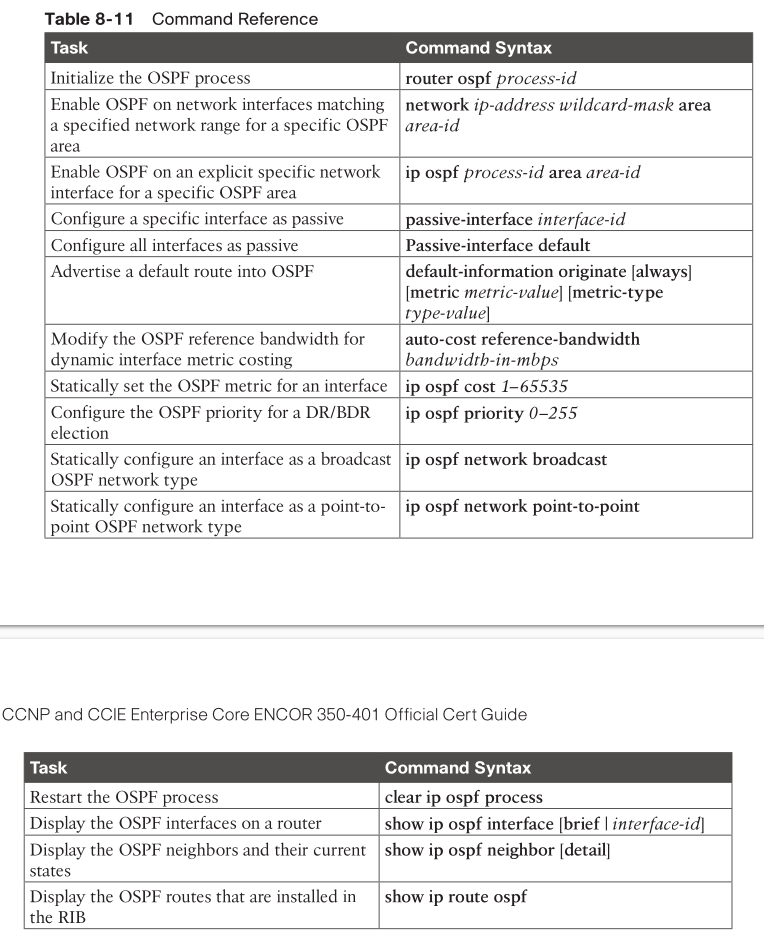 Table 8-11 Command Reference
Task Command Syntax
Initialize the OSPF process router ospf process-id
Enable OSPF on network interfaces matching network ip-address wildcard-mask area
a specified network range for a specific OSPF area-id
area
Enable OSPF on an explicit specific network ip ospf process-id area area-id
interface for a specific OSPF area
Configure a specific interface as passive passive-interface interface-id
Configure all interfaces as passive Passive-interface default
Advertise a default route into OSPF default-information originate [always]
[metric metric-value] [metric-type
type-value]
Modify the OSPF reference bandwidth for auto-cost reference-bandwidth
dynamic interface metric costing bandwidth-in-mbps
Statically set the OSPF metric for an interface ip ospf cost 1–65535
Configure the OSPF priority for a DR/BDR ip ospf priority 0–255
election
Statically configure an interface as a broadcast ip ospf network broadcast
OSPF network type
Statically configure an interface as a point-to- ip ospf network point-to-point
point OSPF network type
CCNP and CCIE Enterprise Core ENCOR 350-401 Official Cert Guide
Task Command Syntax
Restart the OSPF process clear ip ospf process
Display the OSPF interfaces on a router show ip ospf interface [brief | interface-id]
Display the OSPF neighbors and their current show ip ospf neighbor [detail]
states
Display the OSPF routes that are installed in show ip route ospf
the RIB